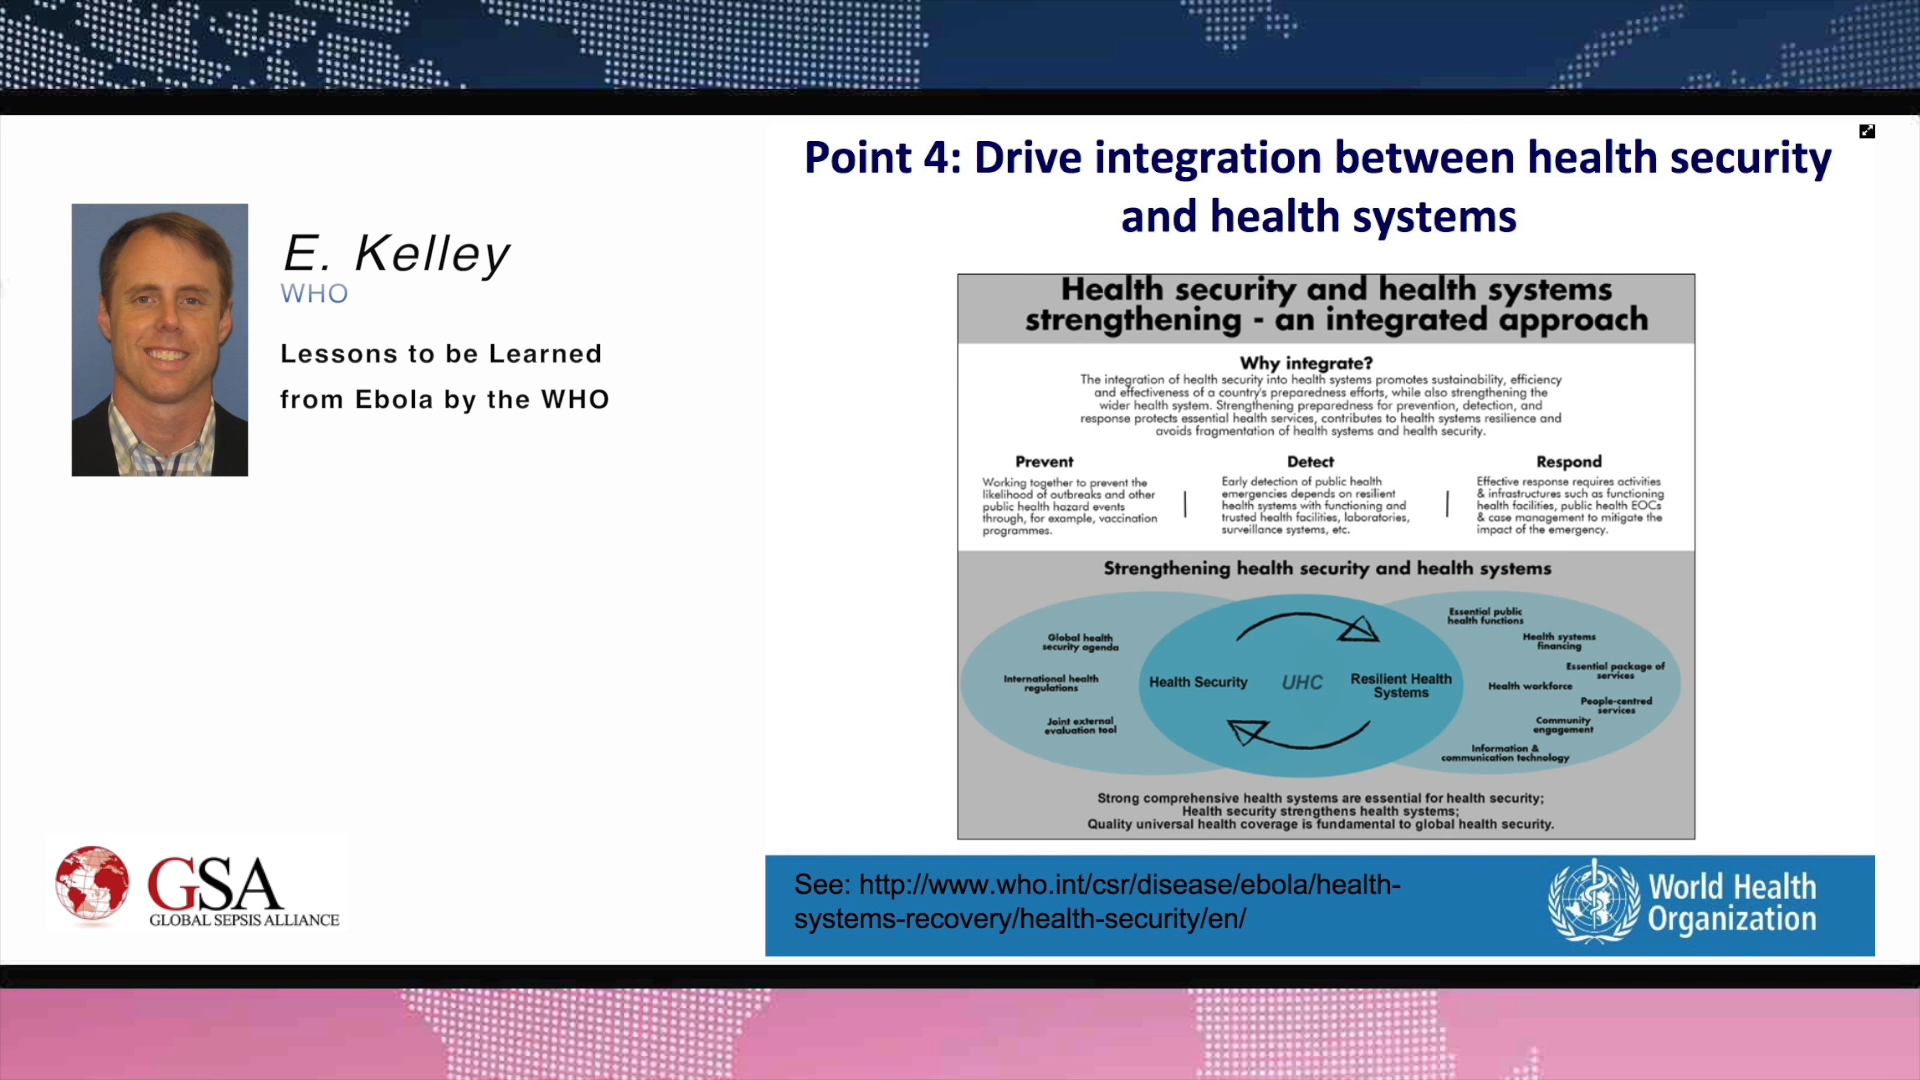 E. Kelley
WHO
Lessons to be Learned
from Ebola by the WHO
GSA
GLOBAL SEPSIS ALLIANCE
Point 4: Drive integration between health security
and health systems
Health security and health systems
strengthening - an integrated approach
Why integrate?
The integration of health security into health systems promotes sustainability, efficiency
and effectiveness of a country's preparedness efforts, while also strengthening the
wider health system. Strengthening preparedness for prevention, detection, and
response protects essential health services, contributes to health systems resilience and
avoids fragmentation of health systems and health security.
Prevent
Working together to prevent the
likelihood of outbreaks and other
public health hazard events
through, for example, vaccination
programmes.
Detect
Early detection of public health
emergencies depends on resilient
health systems with functioning and
trusted health facilities, laboratories,
surveillance systems, etc.
Respond
Effective response requires activities
& infrastructures such as functioning
health facilities, public health EOCs
& case management to mitigate the
impact of the emergency.
Strengthening health security and health systems
Global health
security agenda
International health
regulations
Joint external
evaluation tool
Health Security
UHC
Resilient Health
Systems
Essential public
health functions
Health systems
financing
Essential package of
services
Health workforce
People-centred
services
Community
engagement
Information &
communication technology
Strong comprehensive health systems are essential for health security;
Health security strengthens health systems;
Quality universal health coverage is fundamental to global health security.
See: http://www.who.int/csr/disease/ebola/health-
systems-recovery/health-security/en/
World Health
Organization